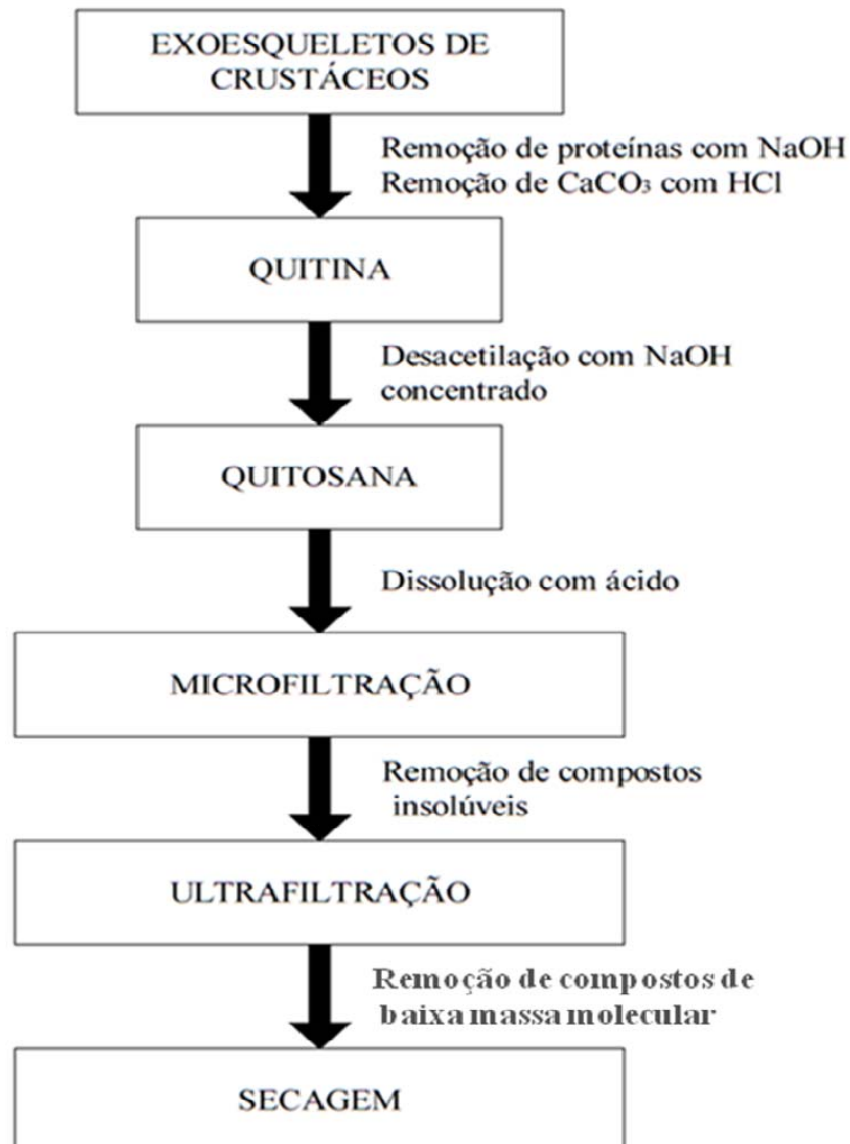 EXOESQUELETOS DE
CRUSTÁCEOS
Remoção de proteínas com NaOH
Remoção de CaCO₃ com HCl
QUITINA
Desacetilação com NaOH
concentrado
QUITOSANA
Dissolução com ácido
MICROFILTRAÇÃO
Remoção de compostos
insolúveis
ULTRAFILTRAÇÃO
Remoção de compostos de
baixa massa molecular
SECAGEM